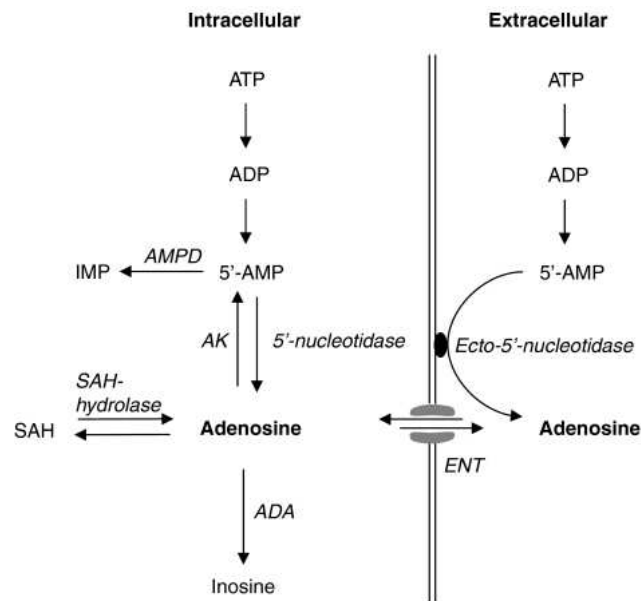 Intracellular
Extracellular
ATP
ATP
ADP
ADP
AMPD
IMP
5'-AMP
5'-AMP
AK
5'-nucleotidase
Ecto-5'-nucleotidase
SAH-
hydrolase
SAH
Adenosine
Adenosine
ENT
ADA
Inosine